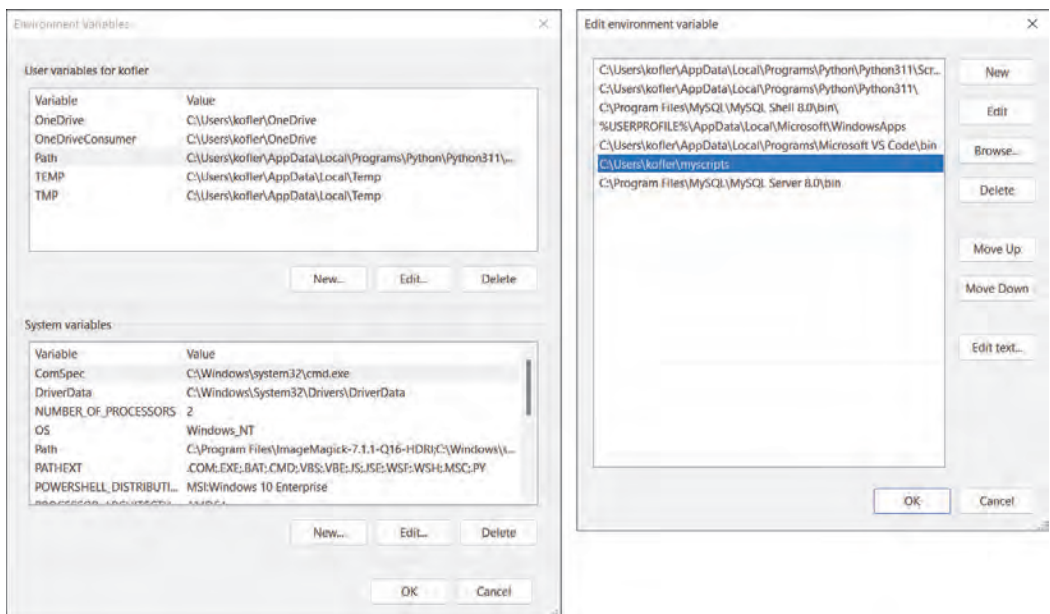 Environment Variables
User variables for kofler
Variable Value
OneDrive C:\Users\kofler\OneDrive
OneDriveConsumer C:\Users\kofler\OneDrive
Path C:\Users\kofler\AppData\Local\Programs\Python\Python311\...
TEMP C:\Users\kofler\AppData\Local\Temp
TMP C:\Users\kofler\AppData\Local\Temp
New... Edit... Delete
System variables
Variable Value
ComSpec C:\Windows\system32\cmd.exe
DriverData C:\Windows\System32\Drivers\DriverData
NUMBER_OF_PROCESSORS 2
OS Windows_NT
Path C:\Program Files\ImageMagick-7.1.1-Q16-HDRI;C:\Windows\s...
PATHEXT .COM;.EXE;.BAT;.CMD;.VBS;.VBE;.JS;.JSE;.WSF;.WSH;.MSC;.PY
POWERSHELL_DISTRIBUTI... MSI:Windows 10 Enterprise
New... Edit... Delete
OK Cancel
Edit environment variable
C:\Users\kofler\AppData\Local\Programs\Python\Python311\Scr...
C:\Users\kofler\AppData\Local\Programs\Python\Python311\
C:\Program Files\MySQL\MySQL Shell 8.0\bin\
%USERPROFILE%\AppData\Local\Microsoft\WindowsApps
C:\Users\kofler\AppData\Local\Programs\Microsoft VS Code\bin
C:\Users\kofler\myscripts
C:\Program Files\MySQL\MySQL Server 8.0\bin
New
Edit
Browse...
Delete
Move Up
Move Down
Edit text...
OK Cancel